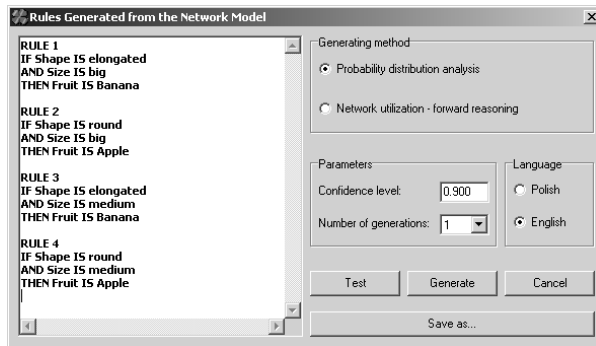 Rules Generated from the Network Model
RULE 1
IF Shape IS elongated
AND Size IS big
THEN Fruit IS Banana
RULE 2
IF Shape IS round
AND Size IS big
THEN Fruit IS Apple
RULE 3
IF Shape IS elongated
AND Size IS medium
THEN Fruit IS Banana
RULE 4
IF Shape IS round
AND Size IS medium
THEN Fruit IS Apple
Generating method
Probability distribution analysis
Network utilization - forward reasoning
Parameters
Confidence level: 0.900
Number of generations: 1
Language
Polish
English
Test
Generate
Cancel
Save as...